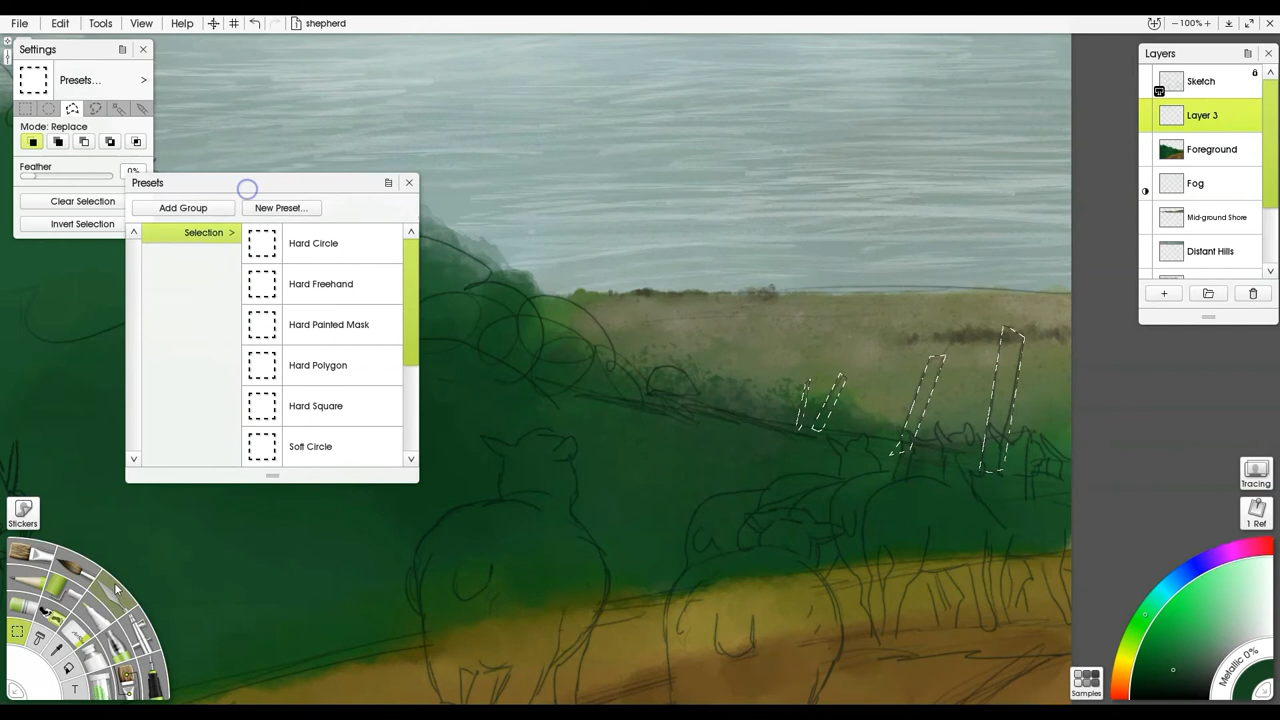 File Edit Tools View Help shepherd 100%
Settings
Presets...
Mode: Replace
Feather 0%
Clear Selection
Invert Selection
Presets
Add Group New Preset...
Selection >
Hard Circle
Hard Freehand
Hard Painted Mask
Hard Polygon
Hard Square
Soft Circle
Layers
Sketch
Layer 3
Foreground
Fog
Mid-ground Shore
Distant Hills
Tracing
1 Ref
Stickers
T
Samples
Metallic 0%